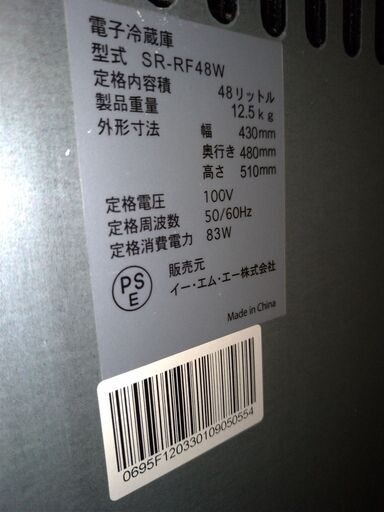 電子冷蔵庫
型式 SR-RF48W
定格内容積 48リットル
製品重量 12.5kg
外形寸法 幅 430mm
奥行き 480mm
高さ 510mm
定格電圧 100V
定格周波数 50/60Hz
定格消費電力 83W
PS
E
販売元
イー・エム・エー株式会社
Made in China
0695F120330109050554